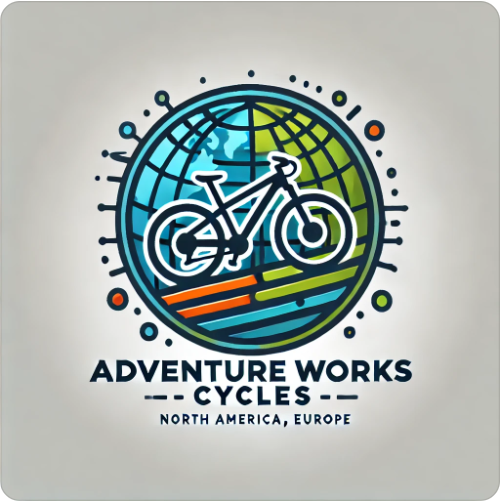 ADVENTURE WORKS
CYCLES
NORTH AMERICA, EUROPE